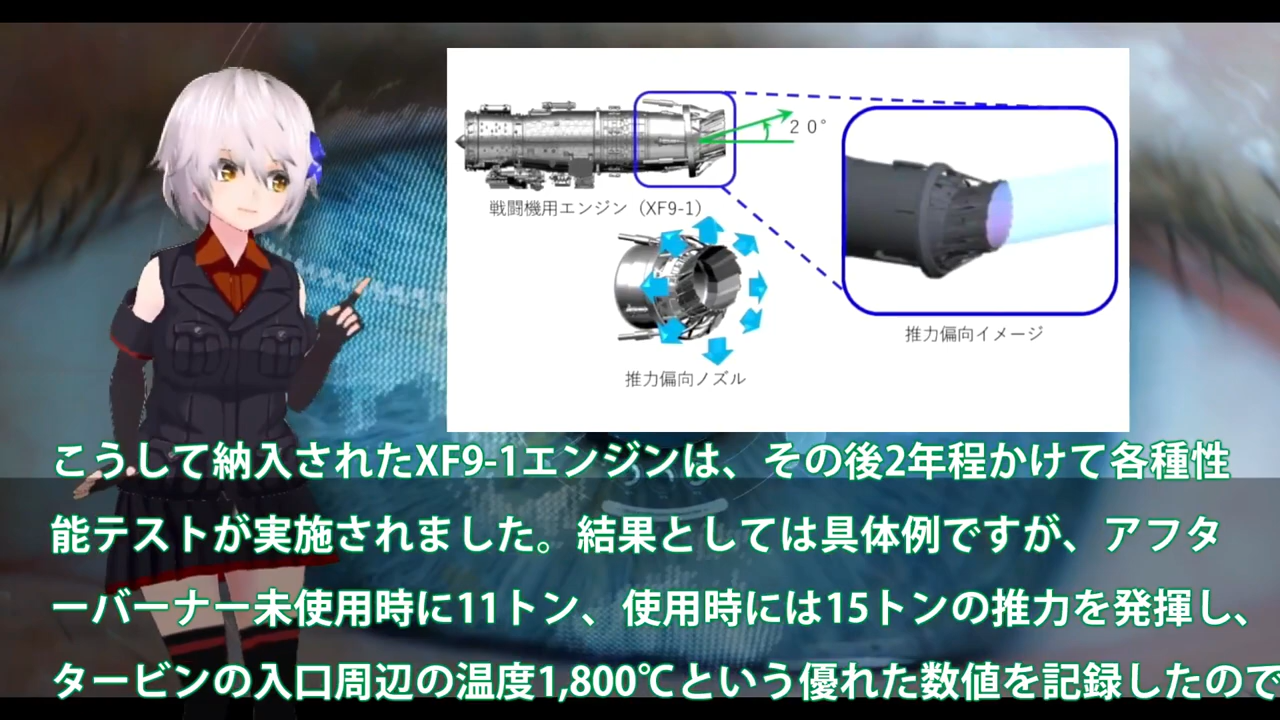 20°
戦闘機用エンジン（XF9-1）
推力偏向イメージ
推力偏向ノズル
こうして納入されたXF9-1エンジンは、その後2年程かけて各種性
能テストが実施されました。結果としては具体例ですが、アフタ
ーバーナー未使用時に11トン、使用時には15トンの推力を発揮し、
タービンの入口周辺の温度1,800℃という優れた数値を記録したので